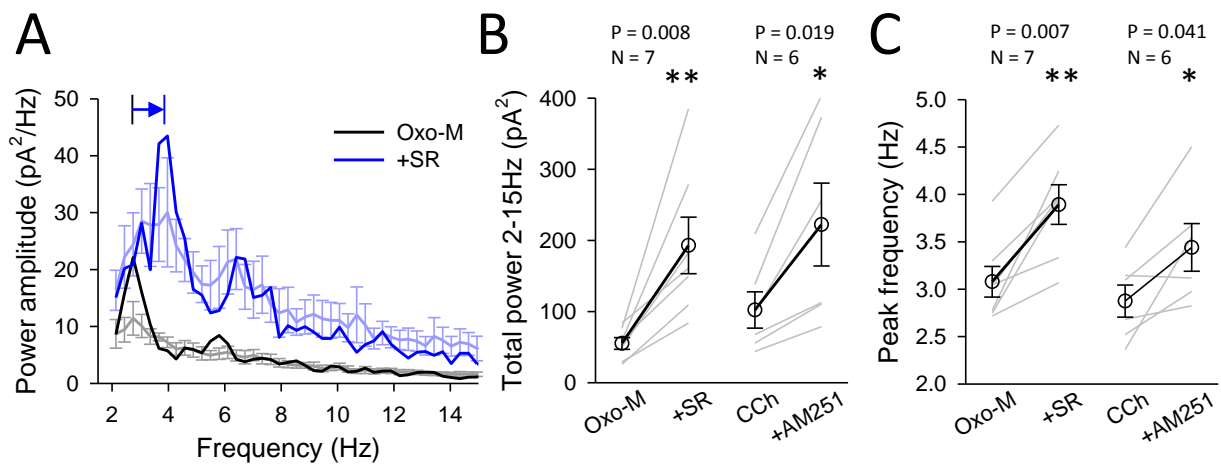 A
Power amplitude (pA²/Hz)
50
40
30
20
10
0
Oxo-M
+SR
2
4
6
8
10
12
14
Frequency (Hz)
B
P = 0.008
N = 7
**
P = 0.019
N = 6
*
Total power 2-15Hz (pA²)
400
300
200
100
0
Oxo-M
+SR
CCh
+AM251
C
P = 0.007
N = 7
**
P = 0.041
N = 6
*
Peak frequency (Hz)
5.0
4.5
4.0
3.5
3.0
2.5
2.0
Oxo-M
+SR
CCh
+AM251